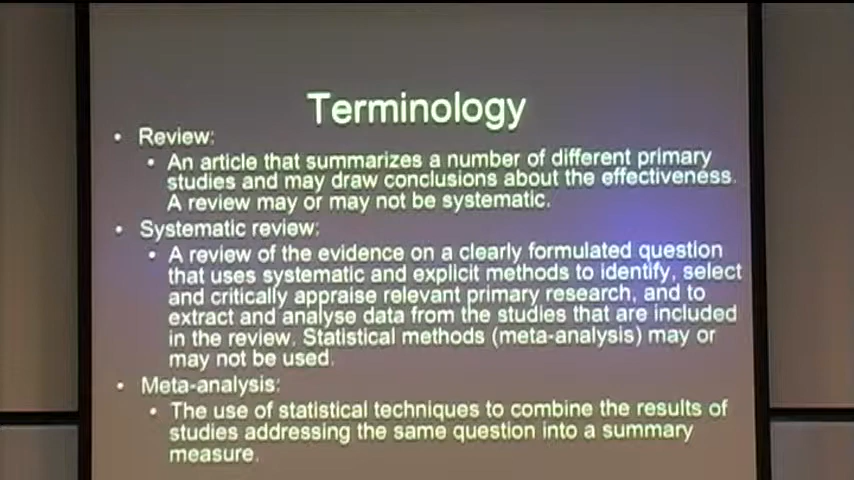 Terminology
• Review:
• An article that summarizes a number of different primary
studies and may draw conclusions about the effectiveness.
A review may or may not be systematic.
• Systematic review:
• A review of the evidence on a clearly formulated question
that uses systematic and explicit methods to identify, select
and critically appraise relevant primary research, and to
extract and analyse data from the studies that are included
in the review. Statistical methods (meta-analysis) may or
may not be used.
• Meta-analysis:
• The use of statistical techniques to combine the results of
studies addressing the same question into a summary
measure.